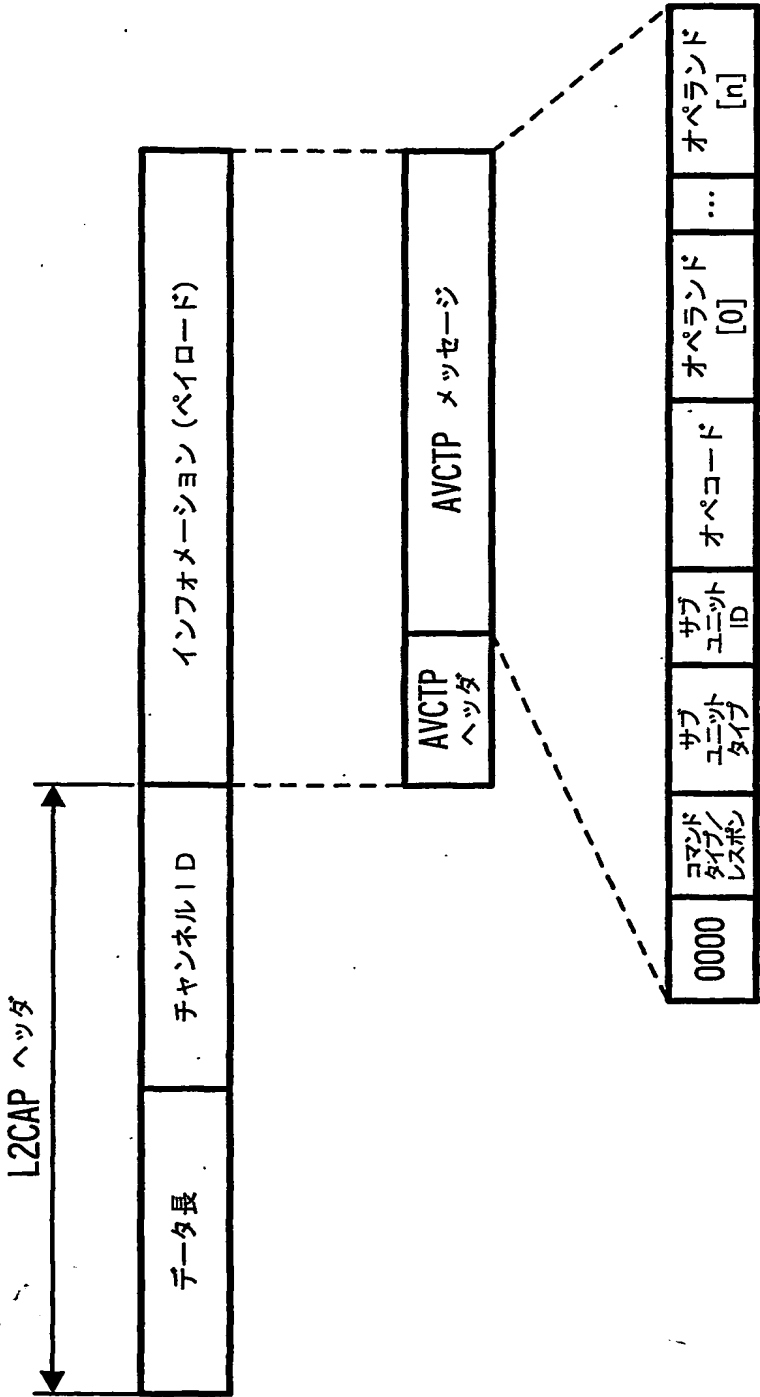 L2CAP ヘッダ
データ長
チャンネルID
インフォメーション (ペイロード)
AVCTP
ヘッダ
AVCTP メッセージ
0000
コマンド
タイプ/
レスポン
サブ
ユニット
タイプ
サブ
ユニット
ID
オペコード
オペランド
[0]
...
オペランド
[n]